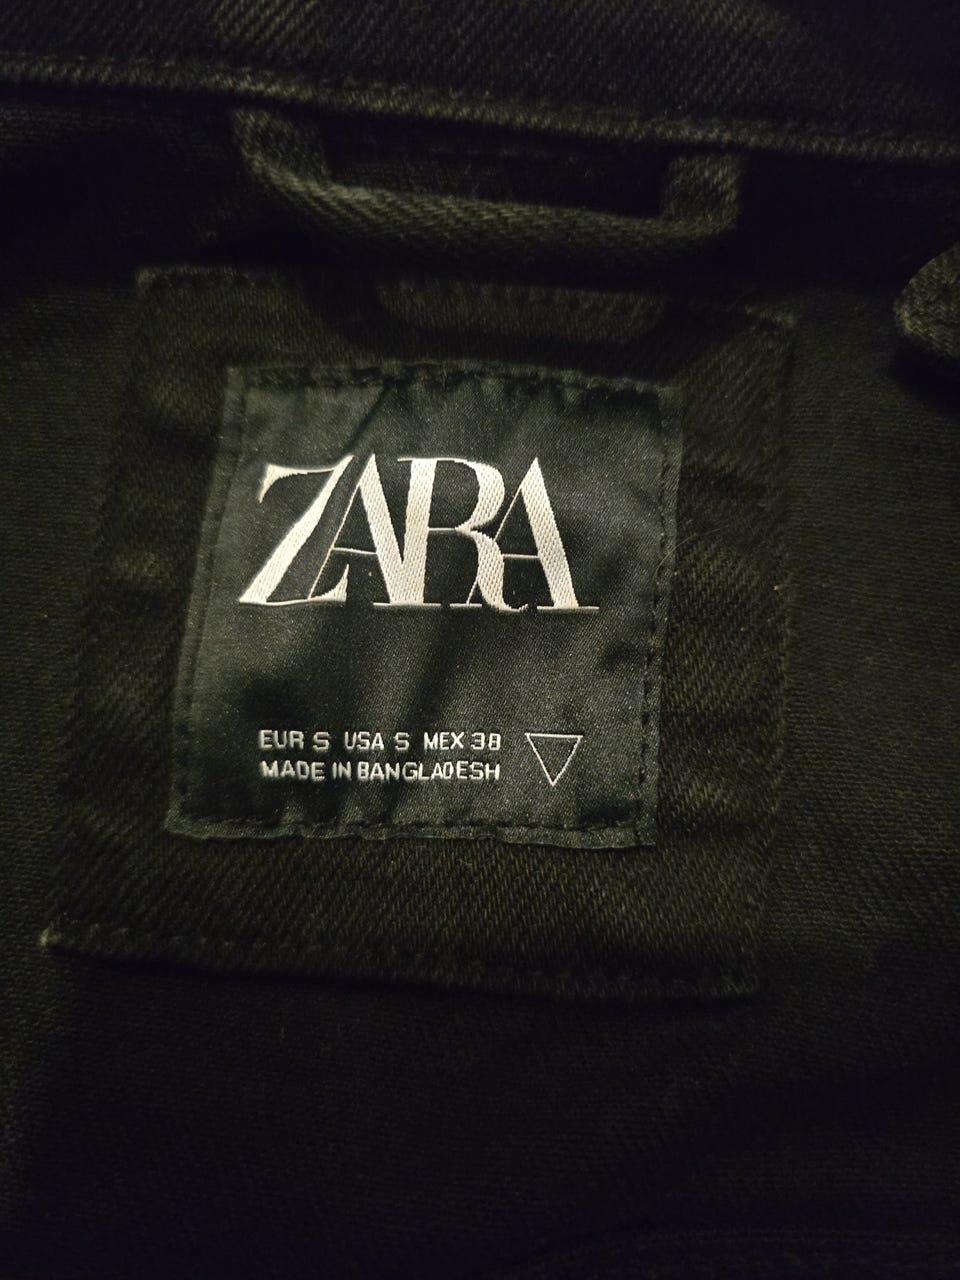 ZARA
EUR S USA S MEX 38
MADE IN BANGLADESH